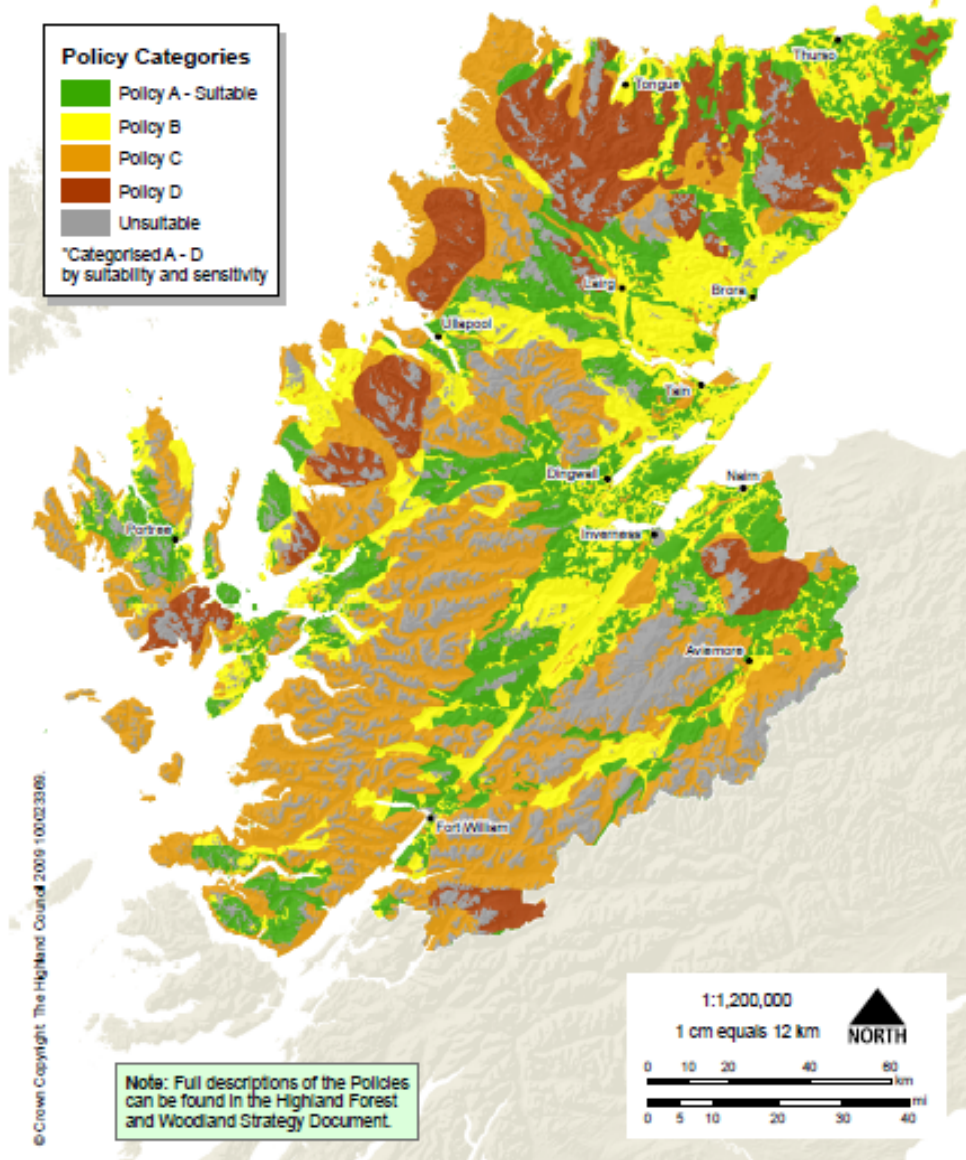 Policy Categories
Policy A - Suitable
Policy B
Policy C
Policy D
Unsuitable
*Categorised A - D
by suitability and sensitivity
Thurso
Tongue
Lairg
Brora
Ullapool
Tain
Dingwall
Nairn
Portree
Inverness
Aviemore
Fort William
© Crown Copyright. The Highland Council 2009 100023369.
Note: Full descriptions of the Policies
can be found in the Highland Forest
and Woodland Strategy Document.
1:1,200,000
1 cm equals 12 km
NORTH
0 10 20 40 60
km
mi
0 5 10 20 30 40